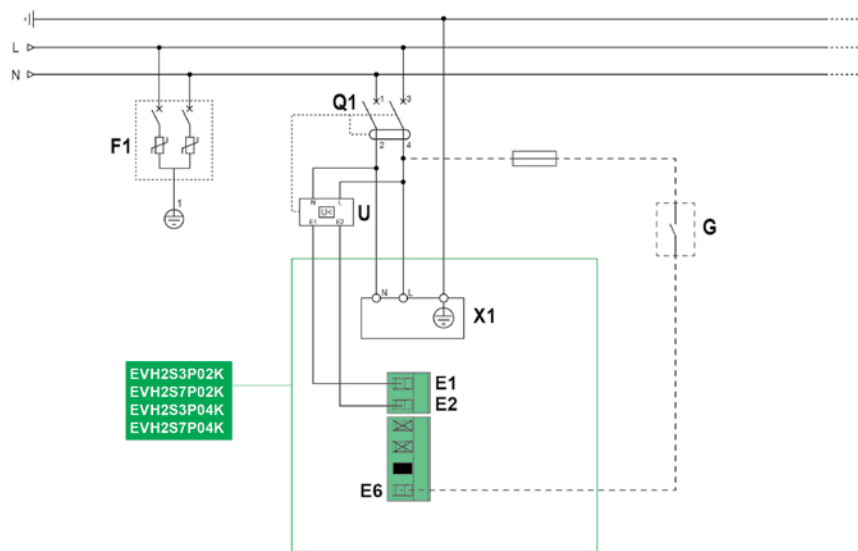 L
N
Q1
1
3
F1
2
4
1
N
L
U<
U
E1
E2
G
N
L
X1
EVH2S3P02K
EVH2S7P02K
EVH2S3P04K
EVH2S7P04K
E1
E2
E6